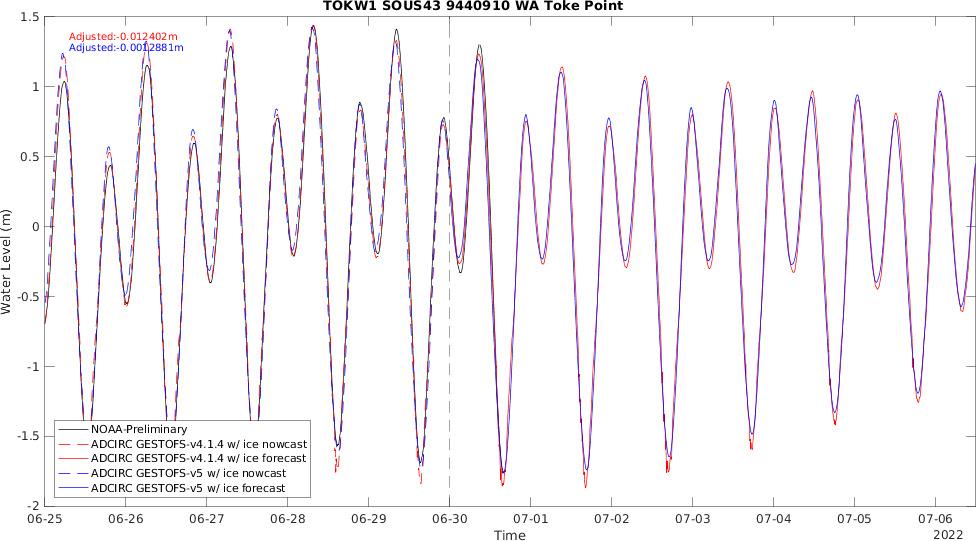 TOKW1 SOUS43 9440910 WA Toke Point
Adjusted:-0.012402m
Adjusted:-0.0012881m
1.5
1
0.5
0
-0.5
-1
-1.5
-2
Water Level (m)
NOAA-Preliminary
ADCIRC GESTOFS-v4.1.4 w/ ice nowcast
ADCIRC GESTOFS-v4.1.4 w/ ice forecast
ADCIRC GESTOFS-v5 w/ ice nowcast
ADCIRC GESTOFS-v5 w/ ice forecast
06-25 06-26 06-27 06-28 06-29 06-30 07-01 07-02 07-03 07-04 07-05 07-06
Time
2022